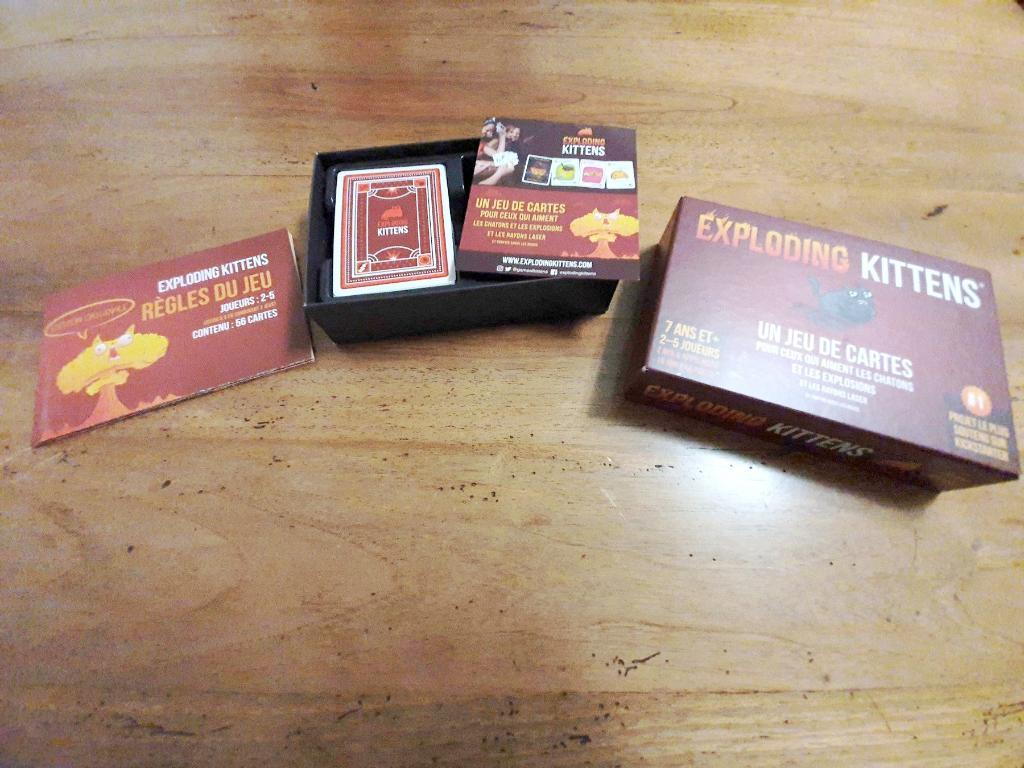 EXPLODING KITTENS
RÈGLES DU JEU
JOUEURS : 2-5
CONTENU : 56 CARTES
EXPLODING
KITTENS
EXPLODING
KITTENS
UN JEU DE CARTES
POUR CEUX QUI AIMENT
LES CHATONS ET LES EXPLOSIONS
ET LES RAYONS LASER
WWW.EXPLODINGKITTENS.COM
EXPLODING KITTENS®
7 ANS ET+
2-5 JOUEURS
UN JEU DE CARTES
POUR CEUX QUI AIMENT LES CHATONS
ET LES EXPLOSIONS
ET LES RAYONS LASER
#1
PROJET LE PLUS
SOUTENU SUR
KICKSTARTER
EXPLODING KITTENS